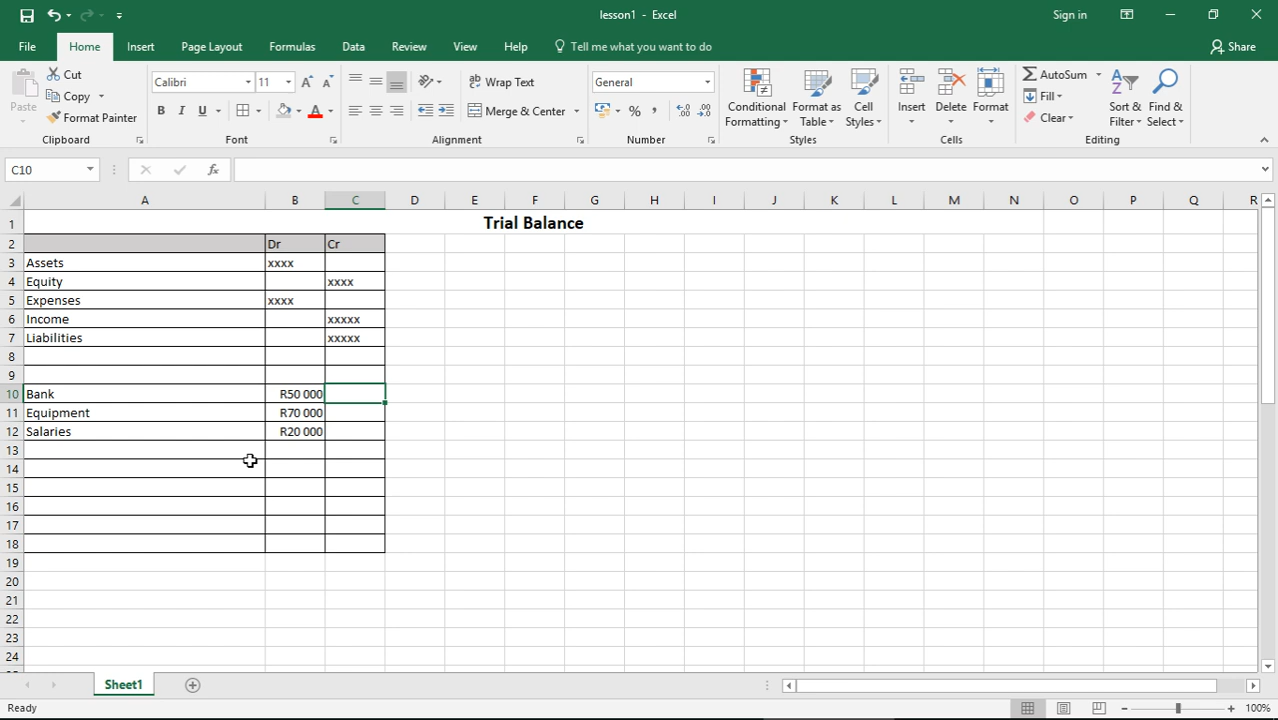 lesson1 - Excel
Sign in
File Home Insert Page Layout Formulas Data Review View Help Tell me what you want to do Share
Paste Cut Copy Format Painter Clipboard
Calibri 11 A A B I U A Font
Wrap Text Merge & Center Alignment
General % , Number
Conditional Formatting Format as Table Cell Styles Styles
Insert Delete Format Cells
AutoSum Fill Clear Sort & Filter Find & Select Editing
C10 fx
A B C D E F G H I J K L M N O P Q R
1 Trial Balance
2 Dr Cr
3 Assets xxxx
4 Equity xxxx
5 Expenses xxxx
6 Income xxxxx
7 Liabilities xxxxx
8
9
10 Bank R50 000
11 Equipment R70 000
12 Salaries R20 000
13
14
15
16
17
18
19
20
21
22
23
24
Sheet1
Ready 100%